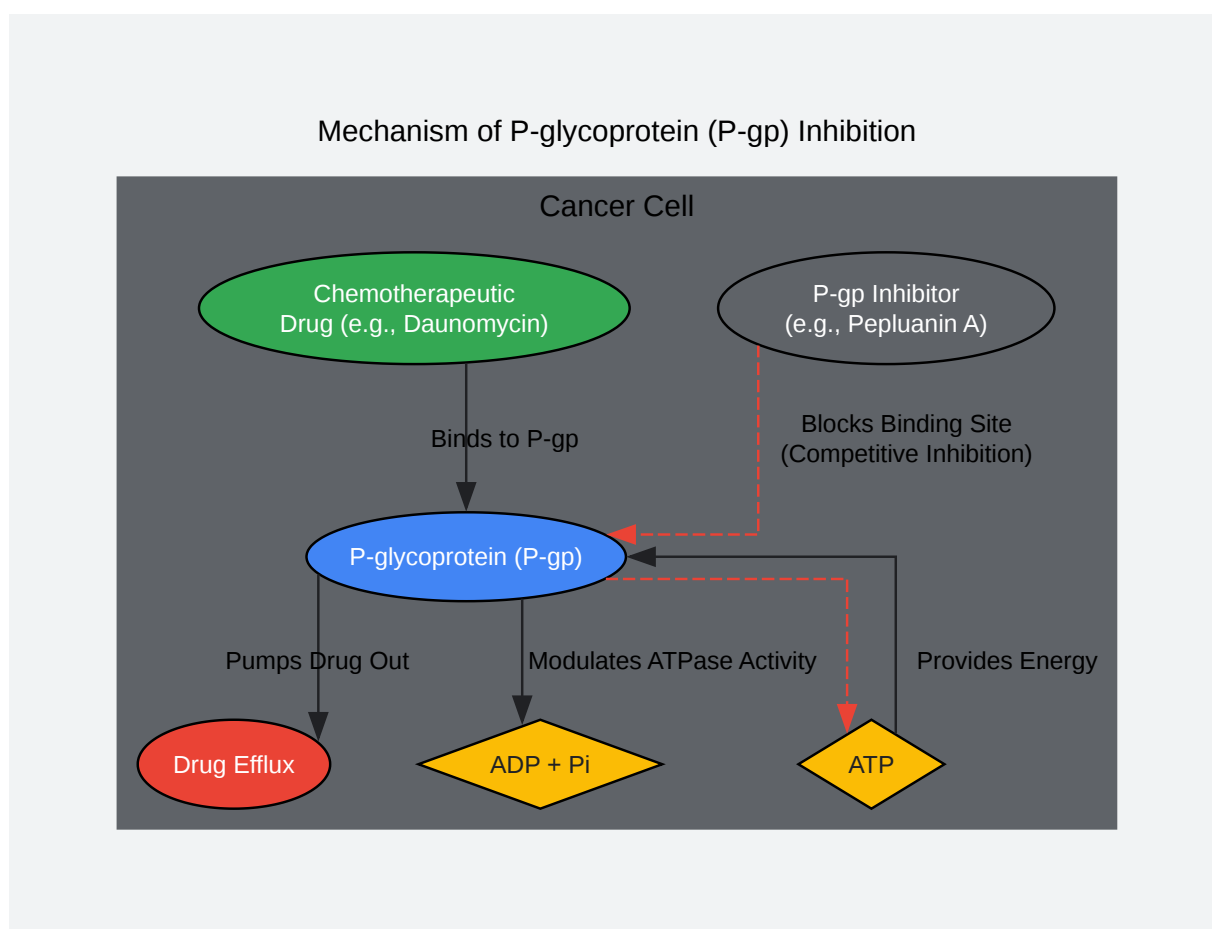 Mechanism of P-glycoprotein (P-gp) Inhibition
Cancer Cell
Chemotherapeutic
Drug (e.g., Daunomycin)
P-gp Inhibitor
(e.g., Pepluanin A)
Binds to P-gp
Blocks Binding Site
(Competitive Inhibition)
P-glycoprotein (P-gp)
Pumps Drug Out
Modulates ATPase Activity
Provides Energy
Drug Efflux
ADP + Pi
ATP